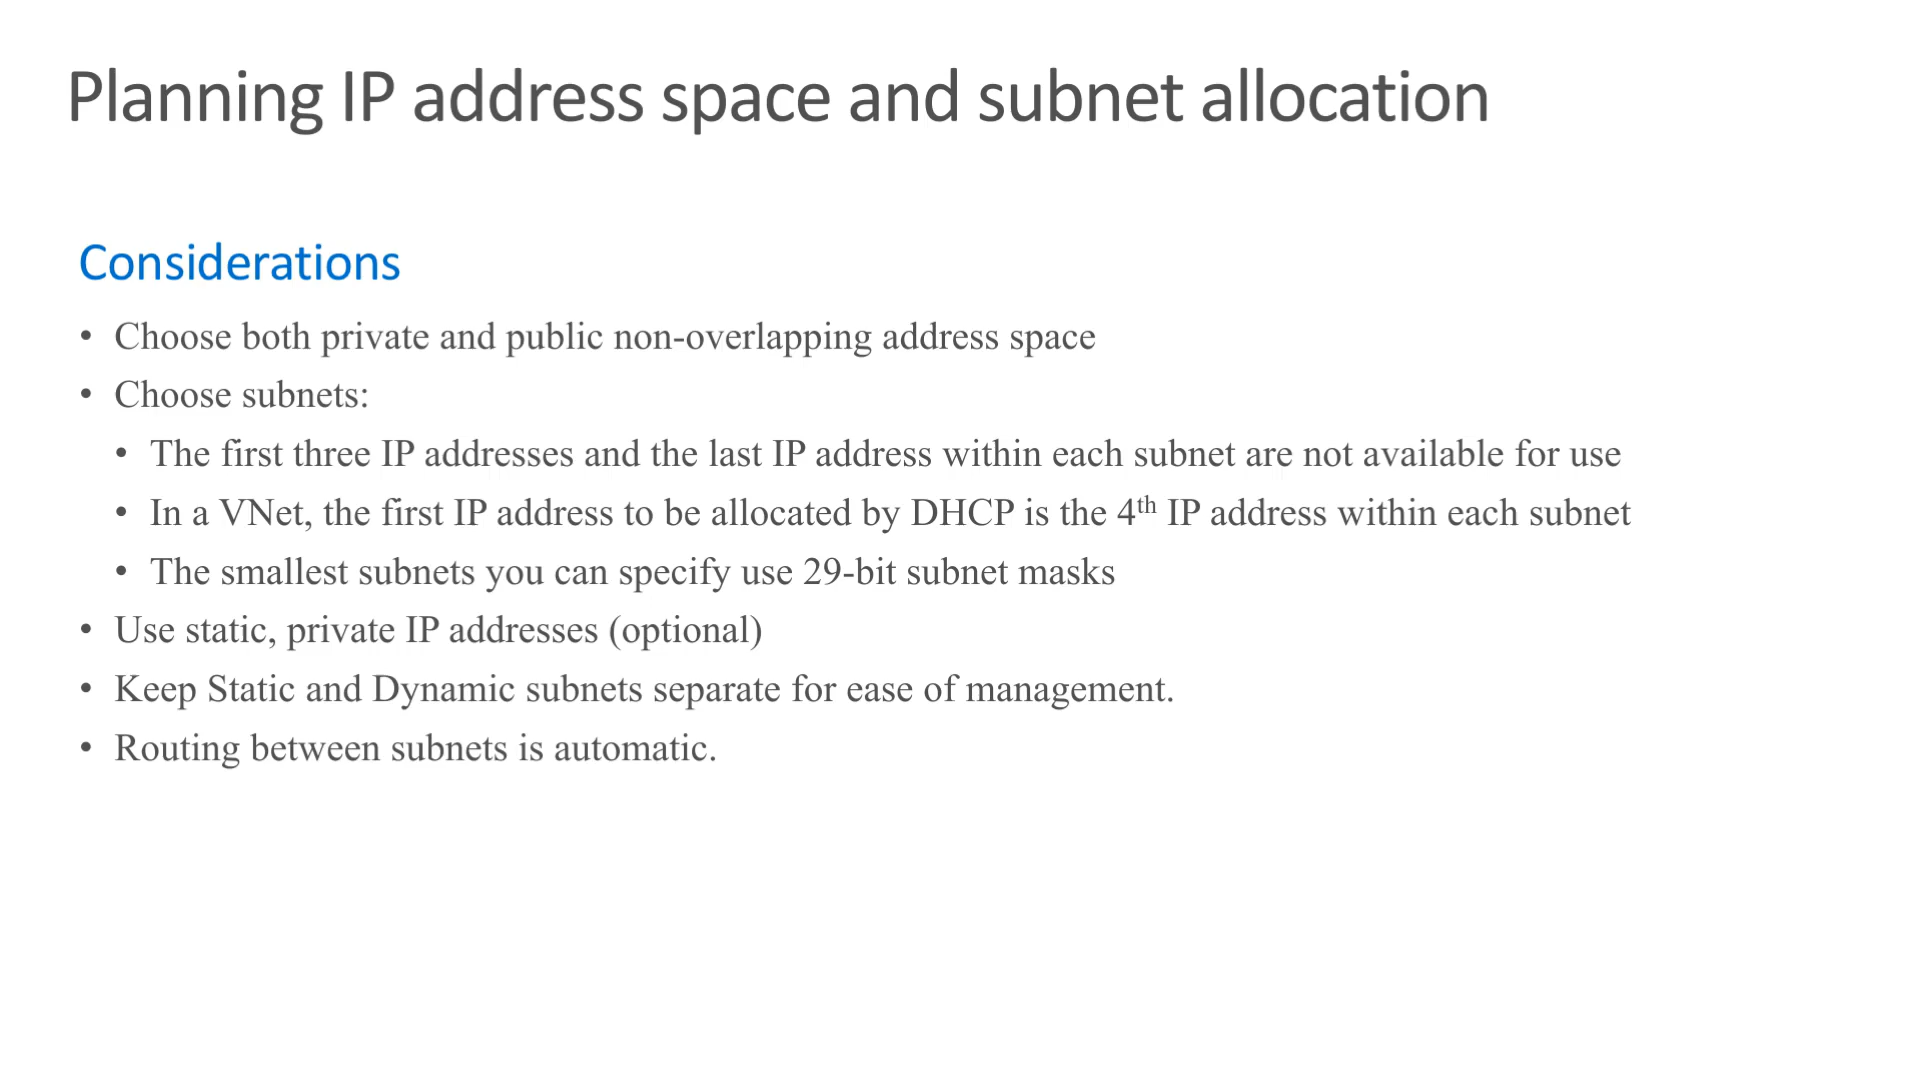 Planning IP address space and subnet allocation
Considerations
• Choose both private and public non-overlapping address space
• Choose subnets:
• The first three IP addresses and the last IP address within each subnet are not available for use
• In a VNet, the first IP address to be allocated by DHCP is the 4th IP address within each subnet
• The smallest subnets you can specify use 29-bit subnet masks
• Use static, private IP addresses (optional)
• Keep Static and Dynamic subnets separate for ease of management.
• Routing between subnets is automatic.